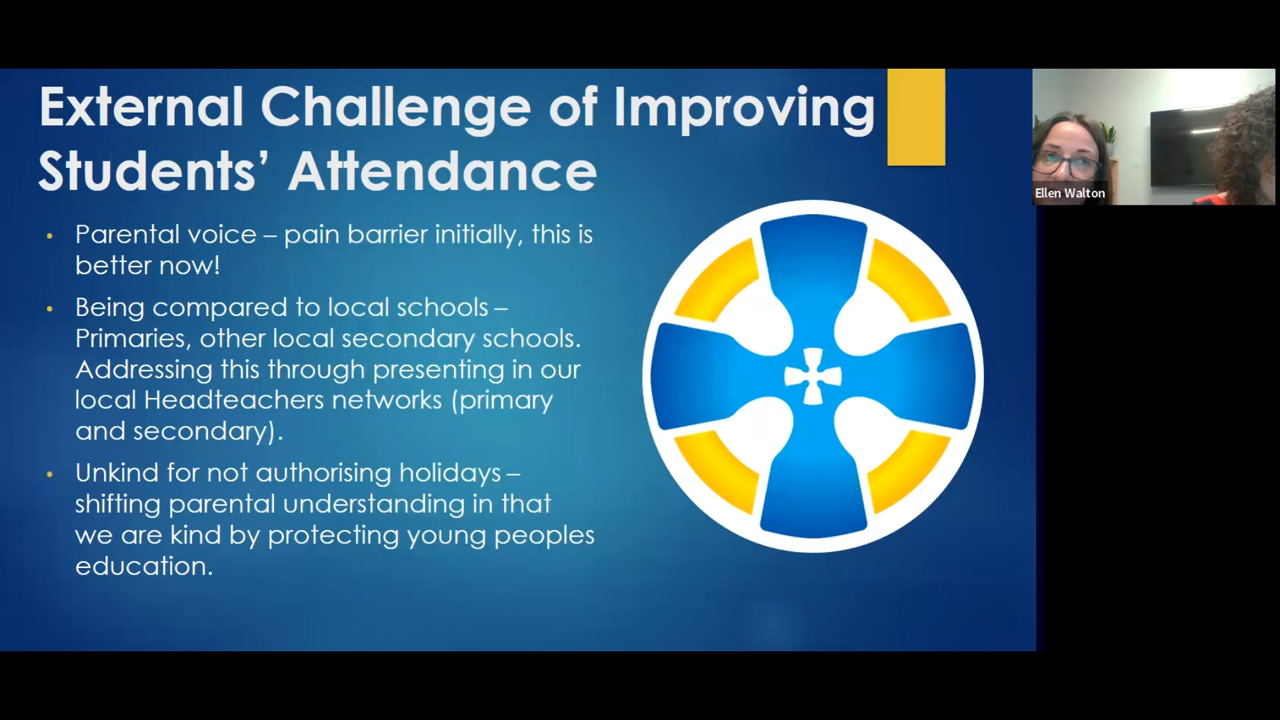 External Challenge of Improving
Students’ Attendance
• Parental voice – pain barrier initially, this is
better now!
• Being compared to local schools –
Primaries, other local secondary schools.
Addressing this through presenting in our
local Headteachers networks (primary
and secondary).
• Unkind for not authorising holidays –
shifting parental understanding in that
we are kind by protecting young peoples
education.
Ellen Walton